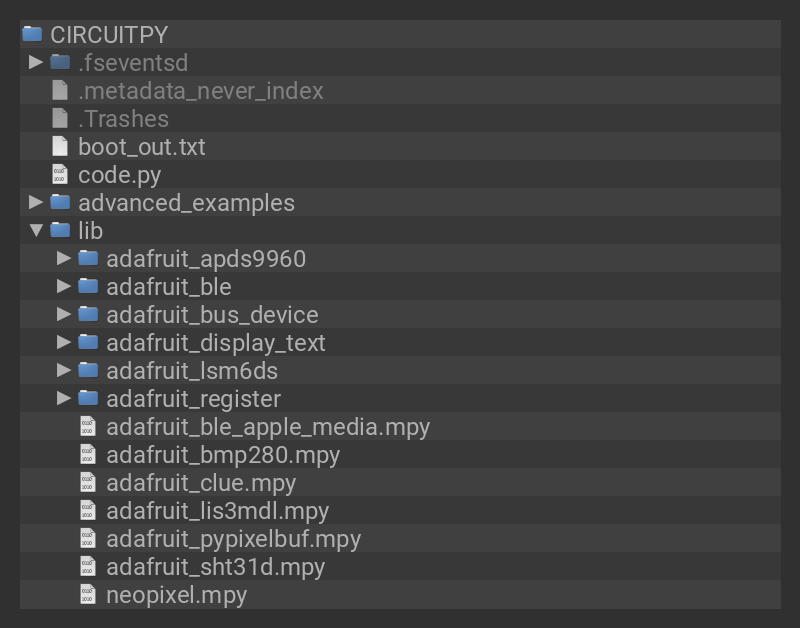 CIRCUITPY
.fseventsd
.metadata_never_index
.Trashes
boot_out.txt
code.py
advanced_examples
lib
adafruit_apds9960
adafruit_ble
adafruit_bus_device
adafruit_display_text
adafruit_lsm6ds
adafruit_register
adafruit_ble_apple_media.mpy
adafruit_bmp280.mpy
adafruit_clue.mpy
adafruit_lis3mdl.mpy
adafruit_pypixelbuf.mpy
adafruit_sht31d.mpy
neopixel.mpy